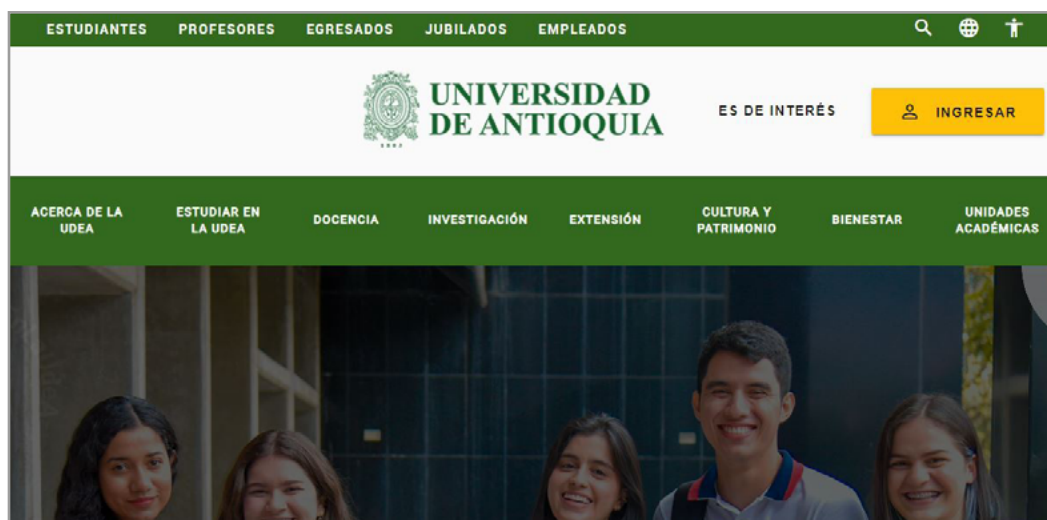 ESTUDIANTES PROFESORES EGRESADOS JUBILADOS EMPLEADOS
UNIVERSIDAD
DE ANTIOQUIA
1803
ES DE INTERÉS
INGRESAR
ACERCA DE LA
UDEA
ESTUDIAR EN
LA UDEA
DOCENCIA
INVESTIGACIÓN
EXTENSIÓN
CULTURA Y
PATRIMONIO
BIENESTAR
UNIDADES
ACADÉMICAS